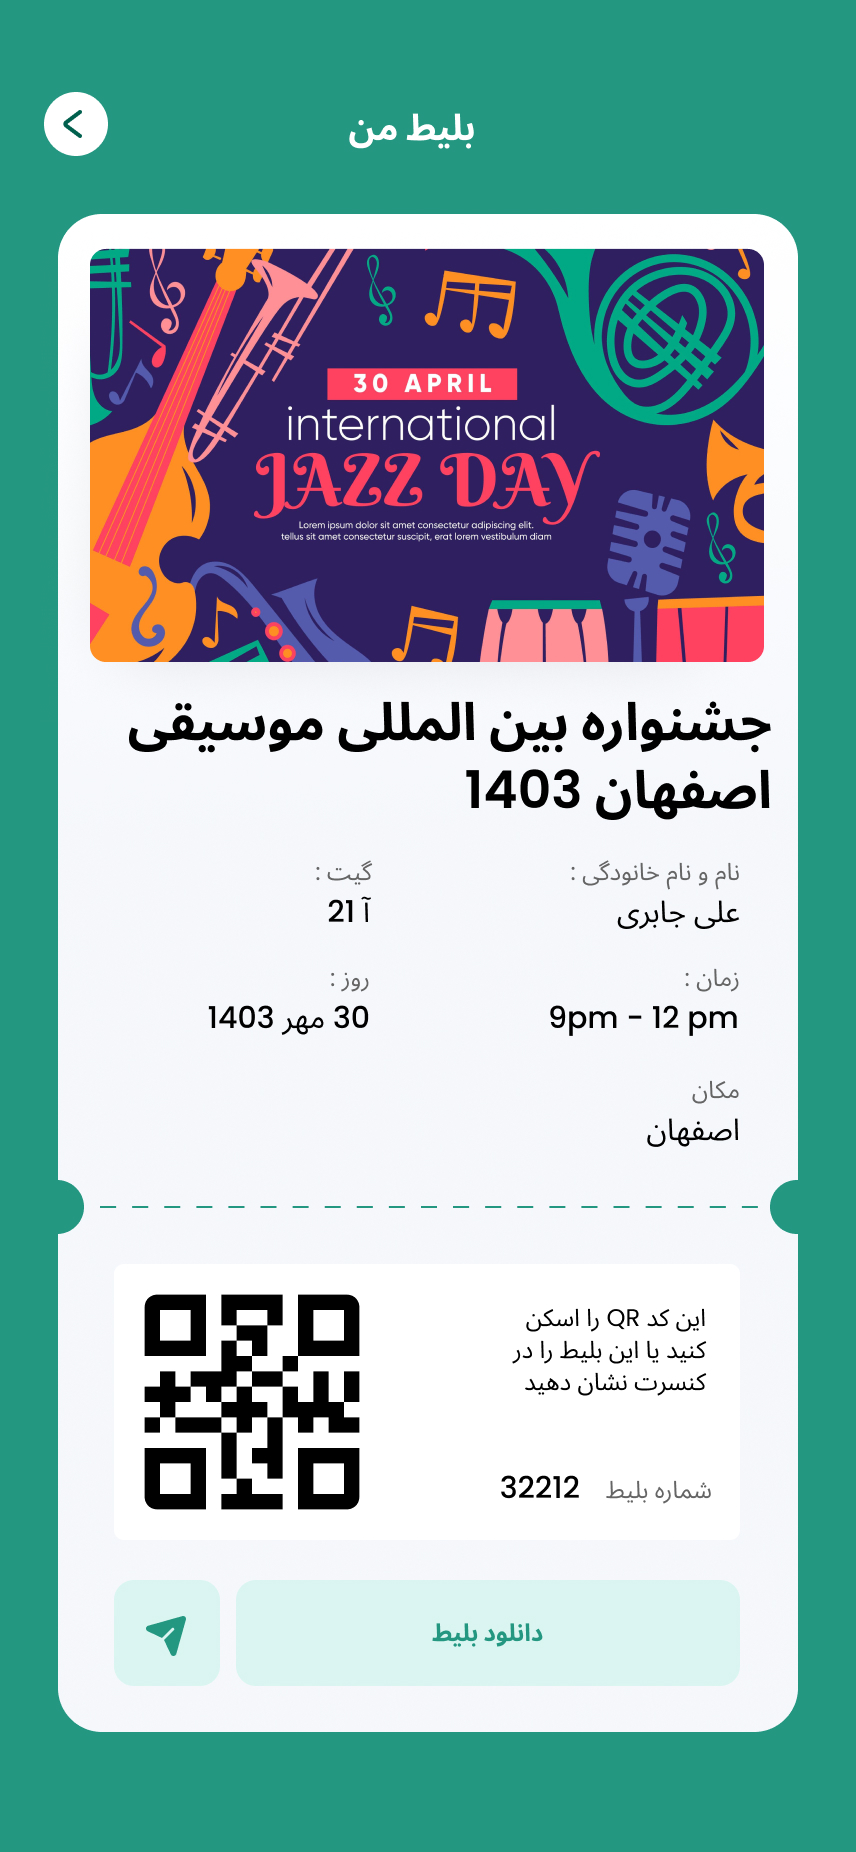 بلیط من
30 APRIL
international
JAZZ DAY
Lorem ipsum dolor sit amet consectetur adipiscing elit.
tellus sit amet consectetur suscipit, erat lorem vestibulum diam
جشنواره بین المللی موسیقی
اصفهان 1403
نام و نام خانودگی :
علی جابری
گیت :
آ 21
زمان :
9pm - 12 pm
روز :
30 مهر 1403
مکان
اصفهان
این کد QR را اسکن
کنید یا این بلیط را در
کنسرت نشان دهید
شماره بلیط 32212
دانلود بلیط